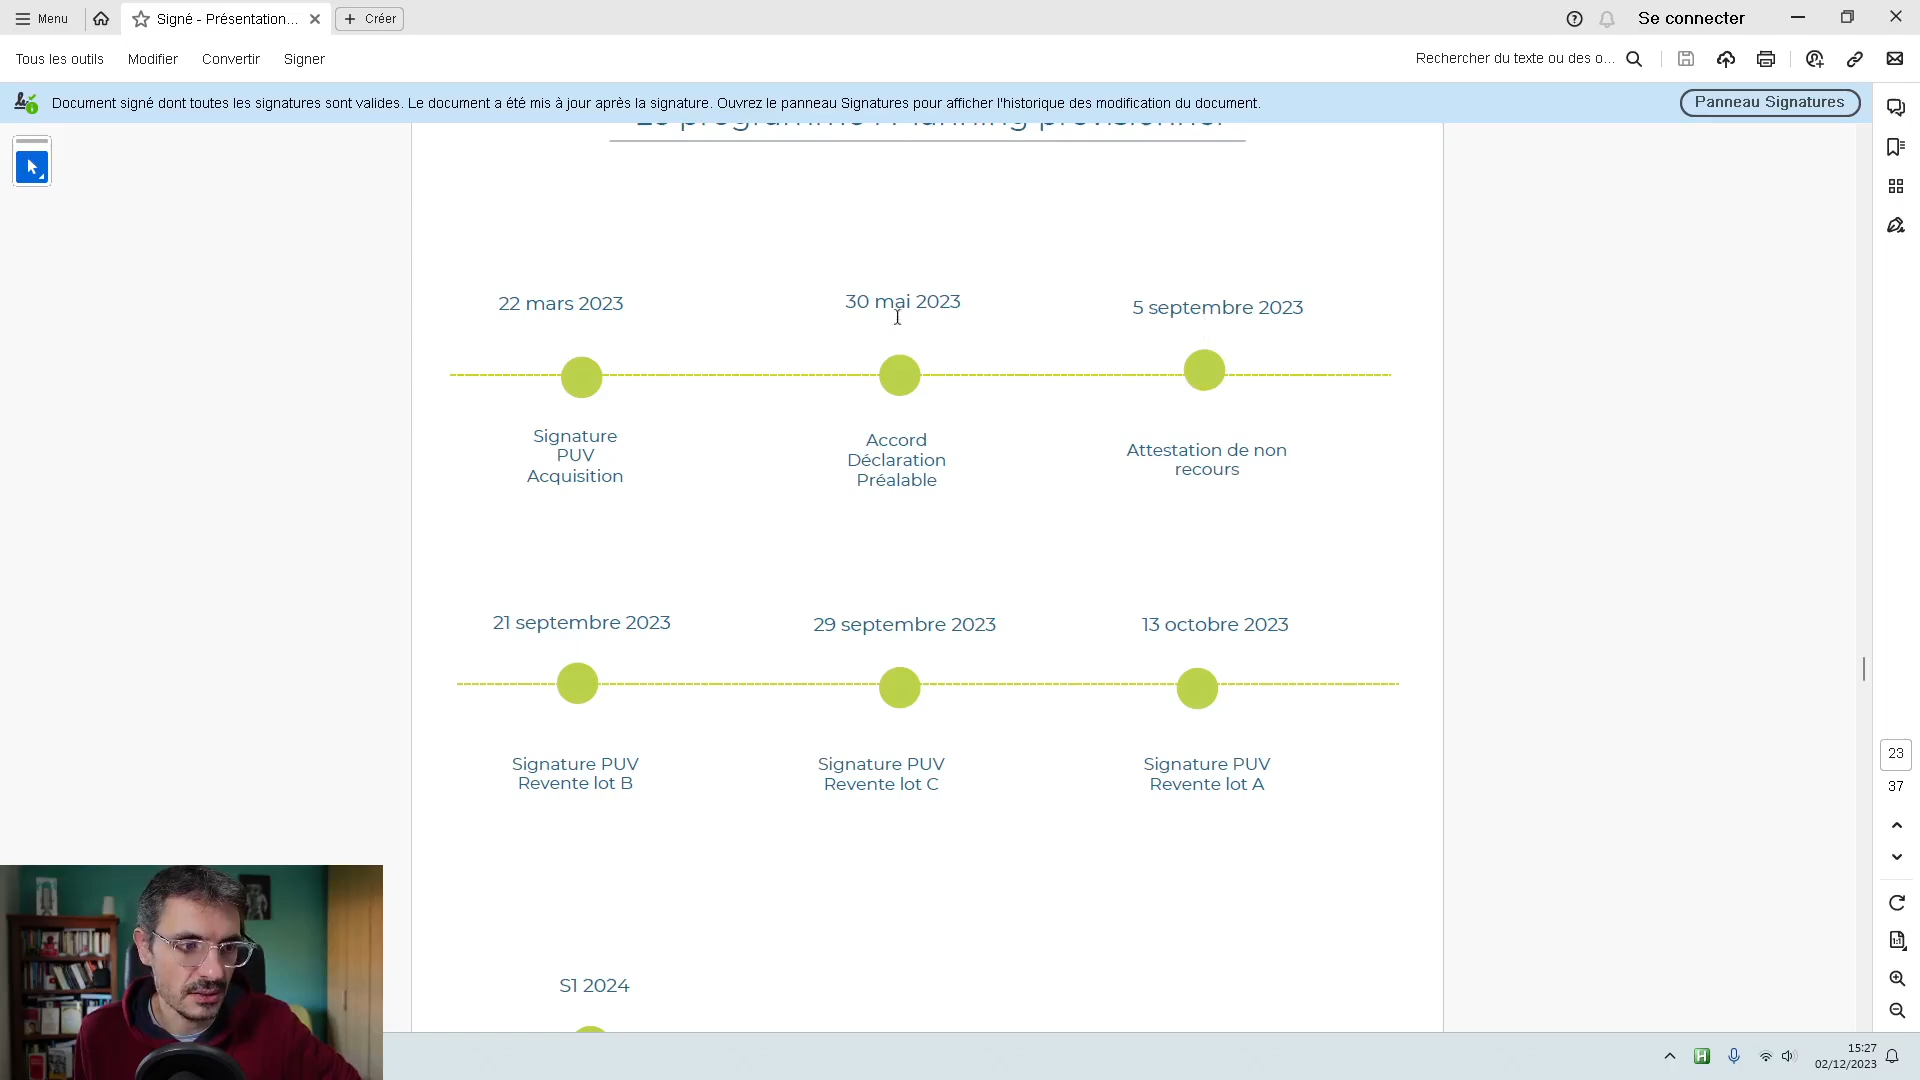 Menu
Signé - Présentation...
Créer
Se connecter
Tous les outils
Modifier
Convertir
Signer
Rechercher du texte ou des o...
Document signé dont toutes les signatures sont valides. Le document a été mis à jour après la signature. Ouvrez le panneau Signatures pour afficher l'historique des modification du document.
Panneau Signatures
22 mars 2023
30 mai 2023
5 septembre 2023
Signature
PUV
Acquisition
Accord
Déclaration
Préalable
Attestation de non
recours
21 septembre 2023
29 septembre 2023
13 octobre 2023
Signature PUV
Revente lot B
Signature PUV
Revente lot C
Signature PUV
Revente lot A
S1 2024
23
37
15:27
02/12/2023